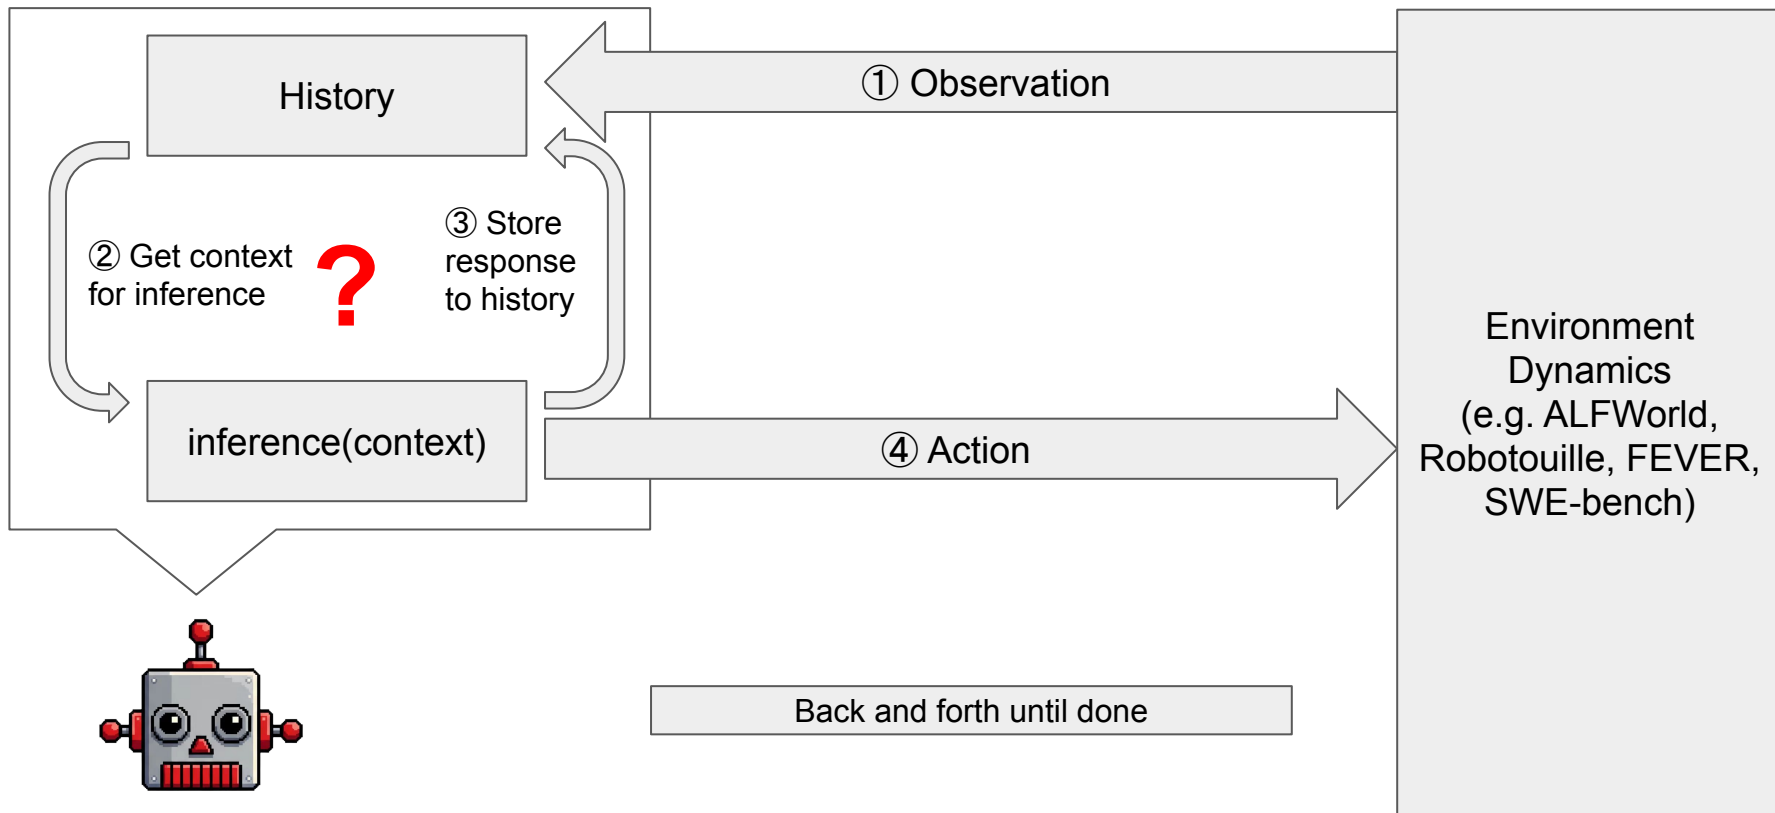 History
① Observation
② Get context
for inference
?
③ Store
response
to history
inference(context)
④ Action
Environment
Dynamics
(e.g. ALFWorld,
Robotouille, FEVER,
SWE-bench)
Back and forth until done